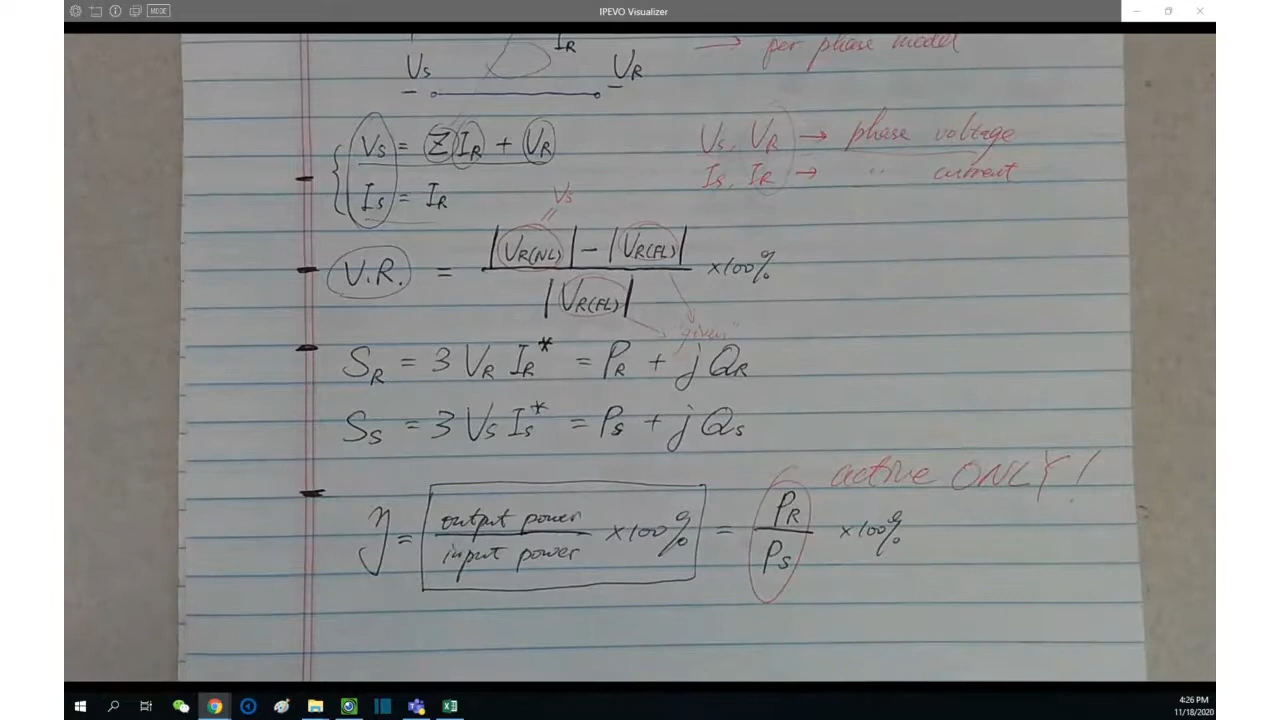 IPEVO Visualizer
MODE
I_R → per phase model
V_S V_R
V_S = Z I_R + V_R
V_S, V_R → phase voltage
I_S = I_R
I_S, I_R → '' current
V_S
V.R. = |V_R(NL)| - |V_R(FL)| / |V_R(FL)| ×100%
"given"
S_R = 3 V_R I_R* = P_R + j Q_R
S_S = 3 V_S I_S* = P_S + j Q_S
active ONLY!
η = output power / input power ×100% = P_R / P_S ×100%
4:26 PM
11/18/2020